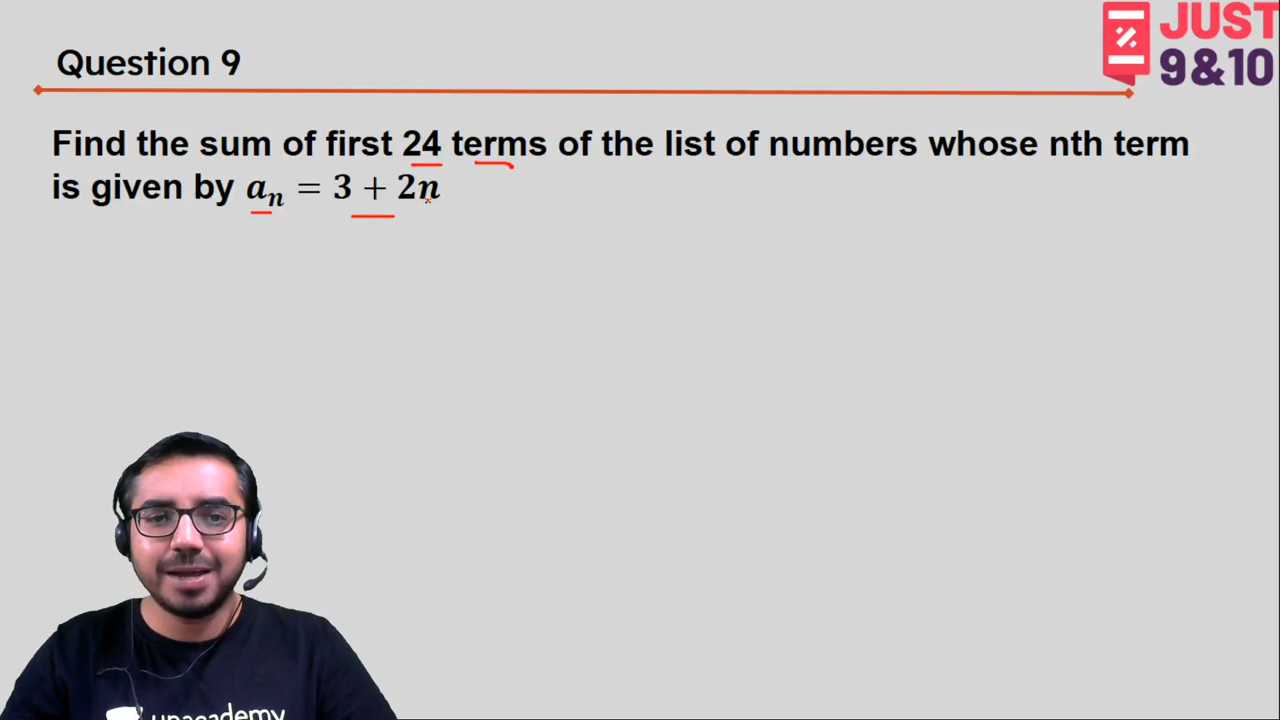 JUST
Question 9
9&10
Find the sum of first 24 terms of the list of numbers whose nth term
is given by aₙ = 3 + 2n
unacademy